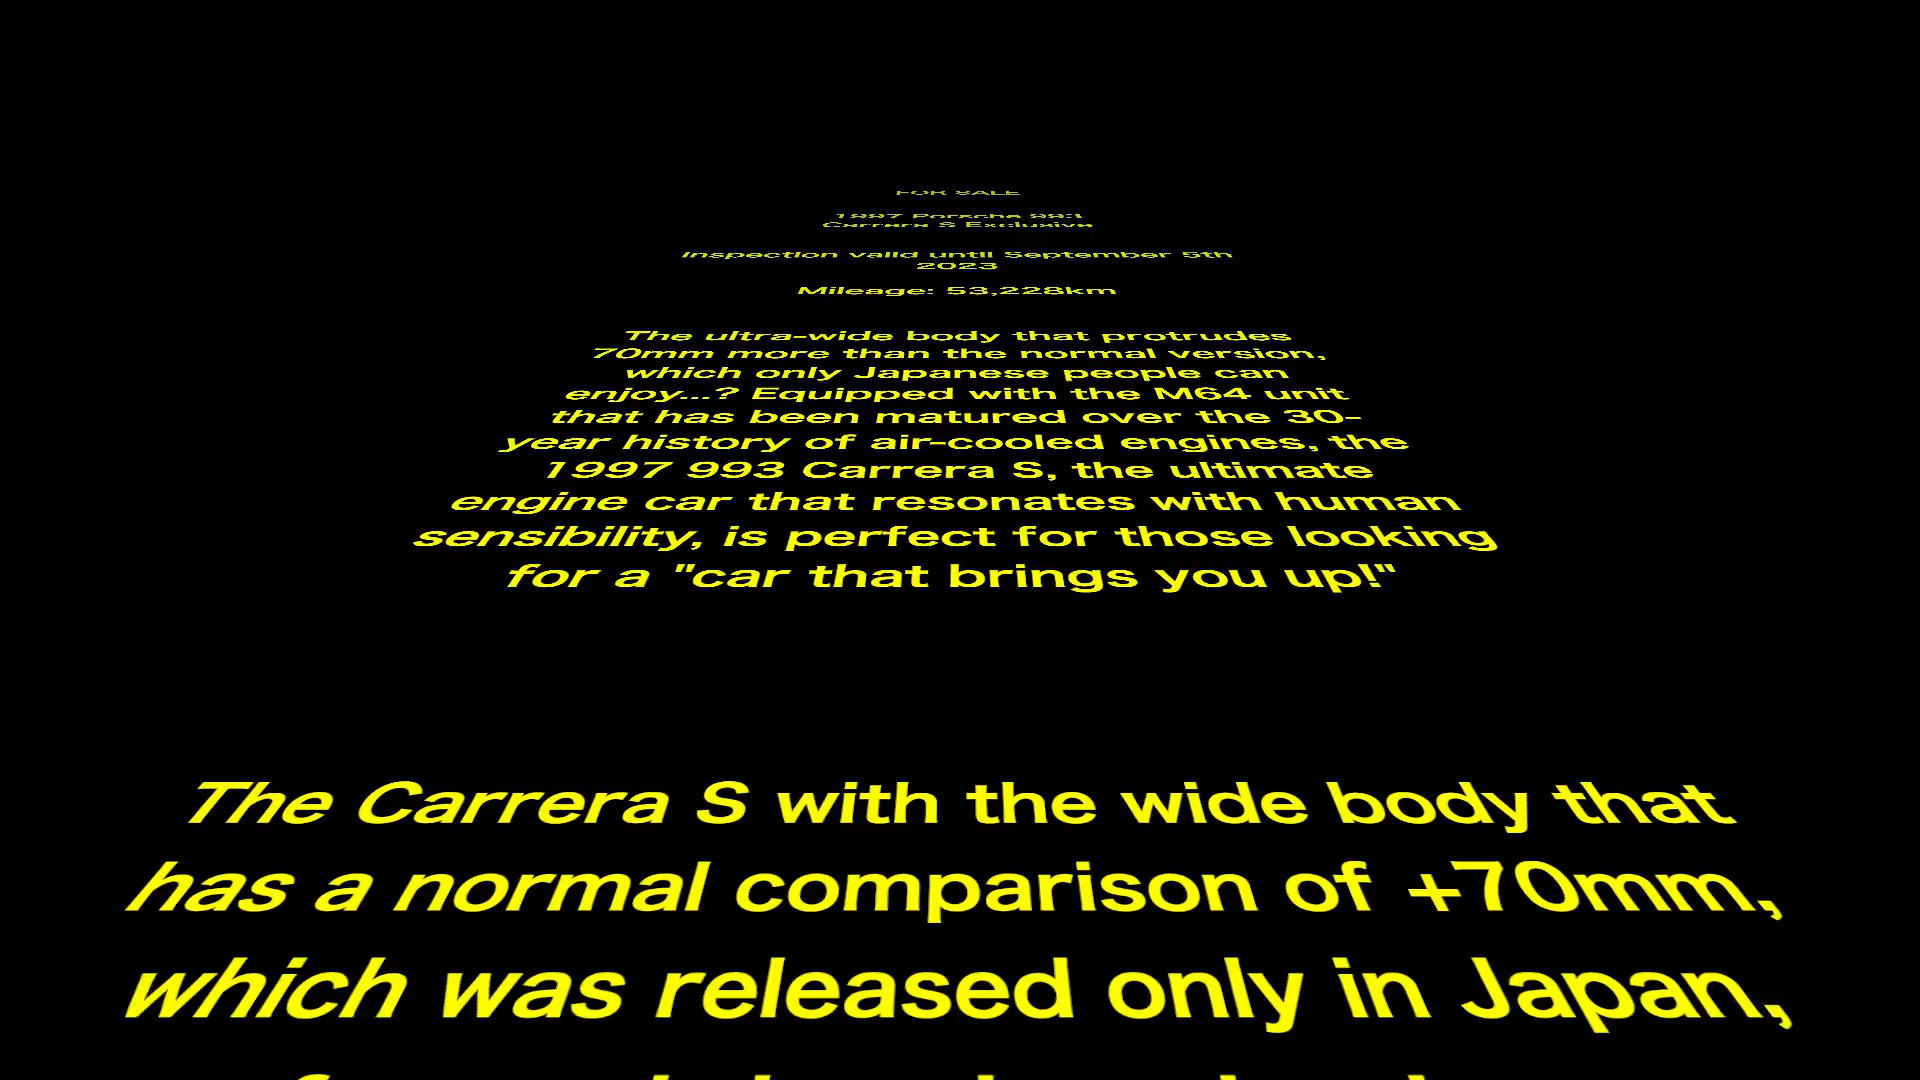 FOR SALE
1997 Porsche 993
Carrera S Exclusive
Inspection valid until September 5th
2023
Mileage: 53,228km
The ultra-wide body that protrudes
70mm more than the normal version,
which only Japanese people can
enjoy...? Equipped with the M64 unit
that has been matured over the 30-
year history of air-cooled engines, the
1997 993 Carrera S, the ultimate
engine car that resonates with human
sensibility, is perfect for those looking
for a "car that brings you up!"
The Carrera S with the wide body that
has a normal comparison of +70mm,
which was released only in Japan,